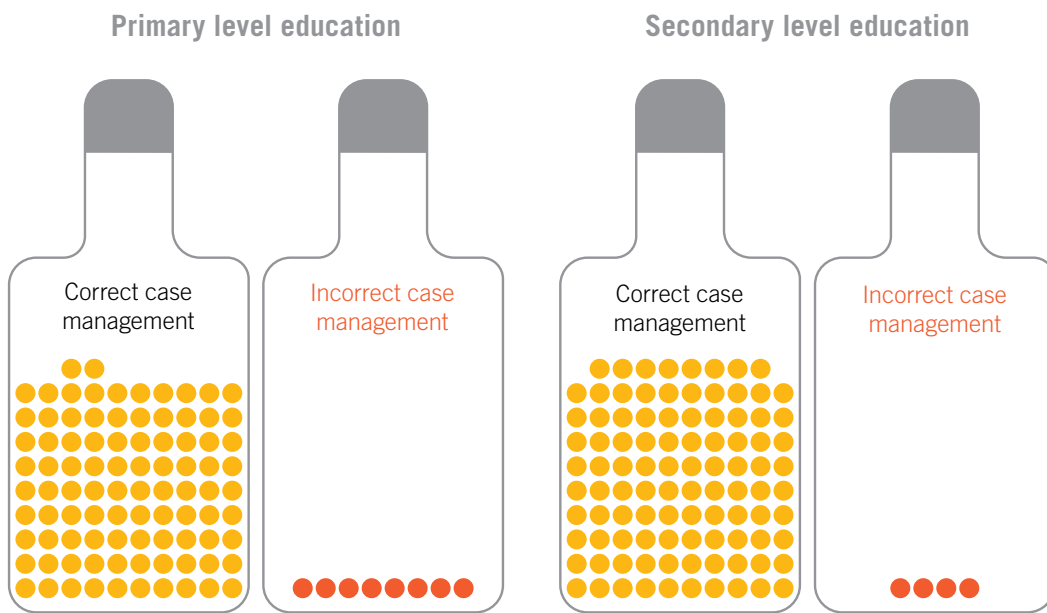 Primary level education
Secondary level education
Correct case
management
Incorrect case
management
Correct case
management
Incorrect case
management